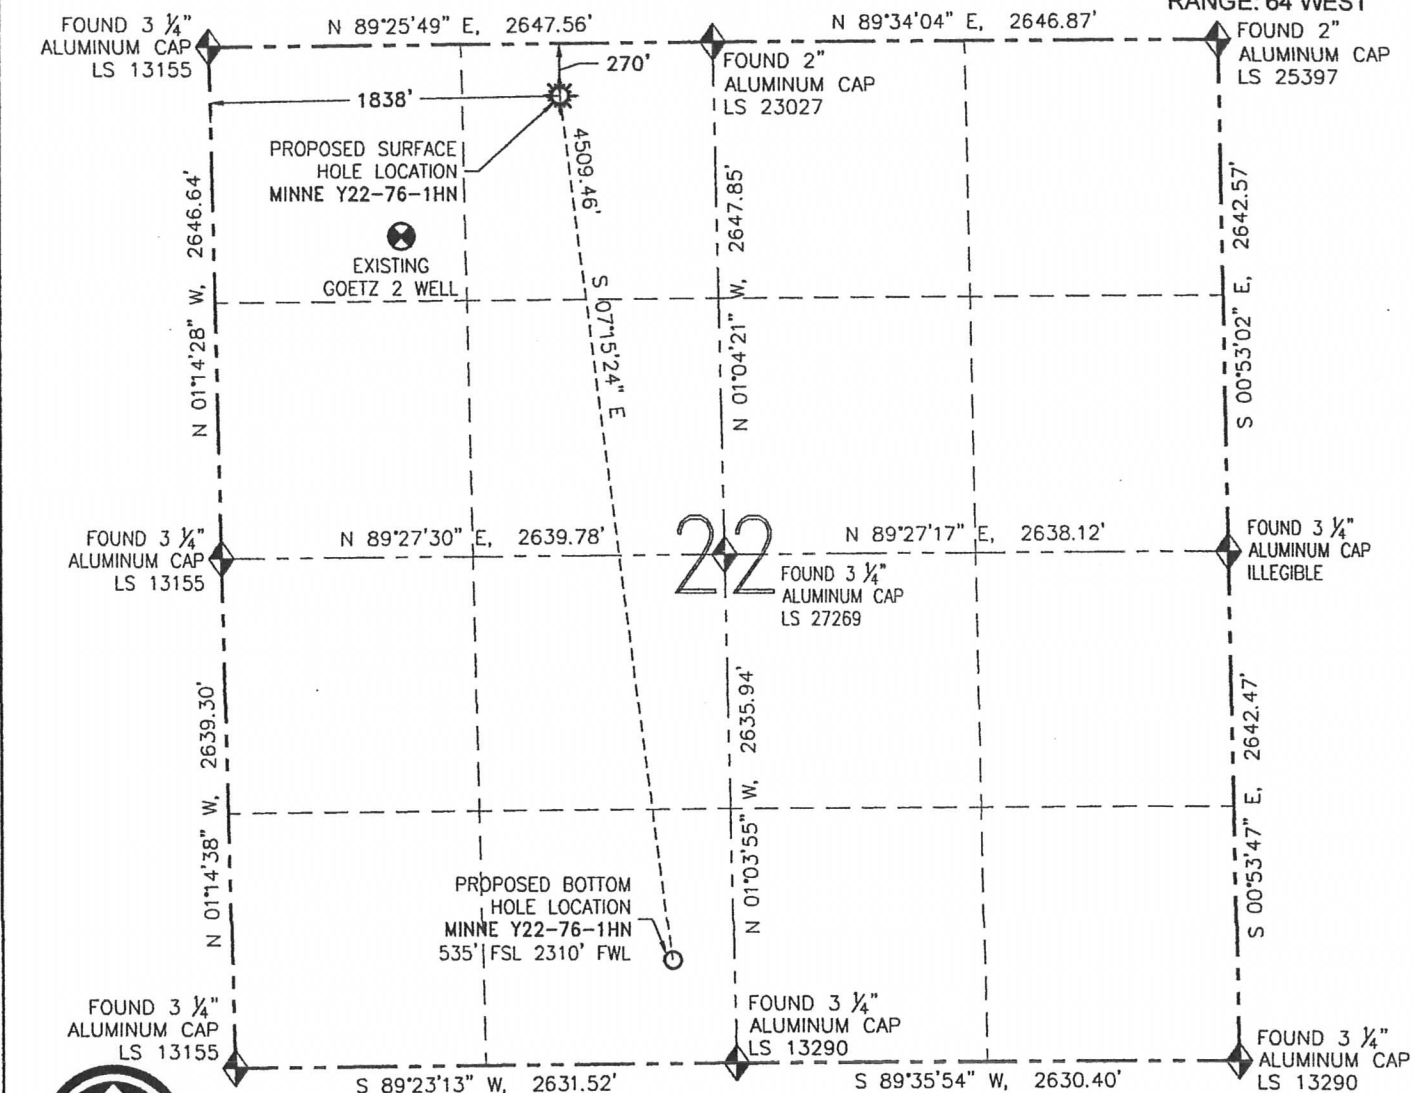 RANGE: 64 WEST
FOUND 3 ¼"
ALUMINUM CAP
LS 13155
N 89°25'49" E, 2647.56'
N 89°34'04" E, 2646.87'
FOUND 2"
ALUMINUM CAP
LS 25397
FOUND 2"
ALUMINUM CAP
LS 23027
270'
1838'
PROPOSED SURFACE
HOLE LOCATION
MINNE Y22-76-1HN
4509.46'
S 07°15'24" E
EXISTING
GOETZ 2 WELL
N 01°14'28" W, 2646.64'
N 01°04'21" W, 2647.85'
S 00°53'02" E, 2642.57'
FOUND 3 ¼"
ALUMINUM CAP
LS 13155
N 89°27'30" E, 2639.78'
22
N 89°27'17" E, 2638.12'
FOUND 3 ¼"
ALUMINUM CAP
ILLEGIBLE
FOUND 3 ¼"
ALUMINUM CAP
LS 27269
N 01°14'38" W, 2639.30'
N 01°03'55" W, 2635.94'
S 00°53'47" E, 2642.47'
PROPOSED BOTTOM
HOLE LOCATION
MINNE Y22-76-1HN
535' FSL 2310' FWL
FOUND 3 ¼"
ALUMINUM CAP
LS 13155
FOUND 3 ¼"
ALUMINUM CAP
LS 13290
FOUND 3 ¼"
ALUMINUM CAP
LS 13290
S 89°23'13" W, 2631.52'
S 89°35'54" W, 2630.40'